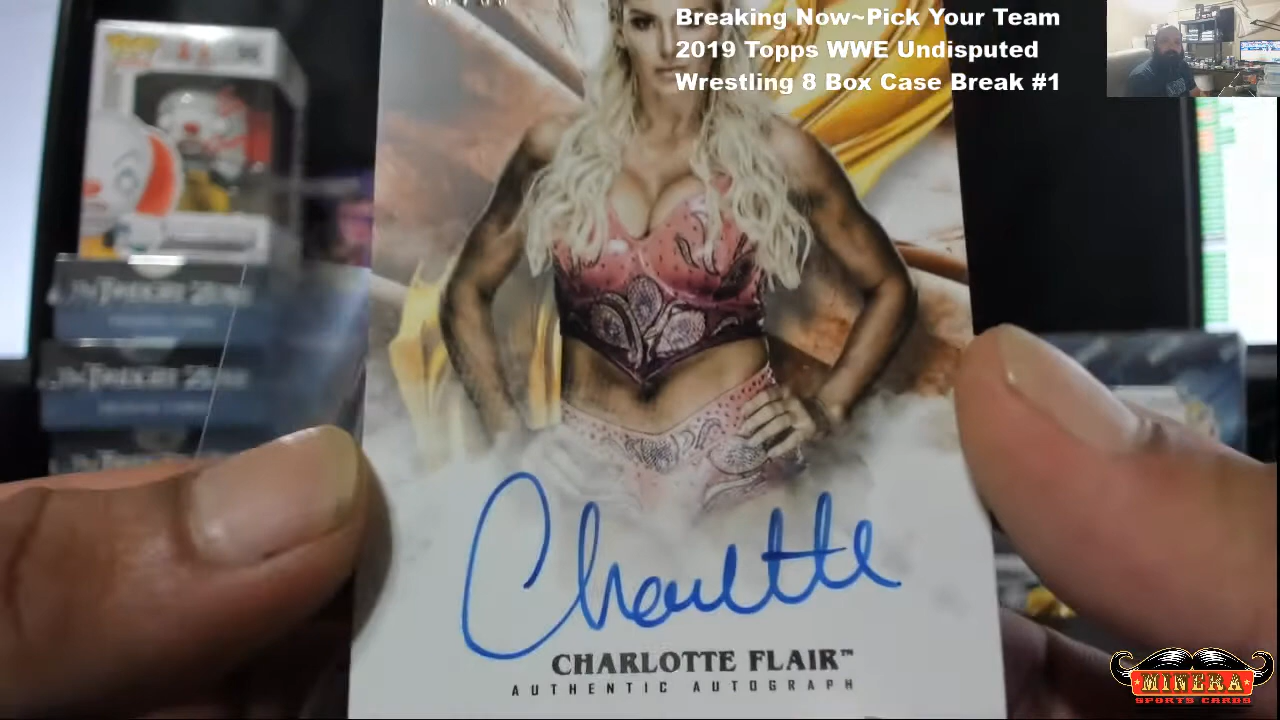 Breaking Now~Pick Your Team
2019 Topps WWE Undisputed
Wrestling 8 Box Case Break #1
Charlotte
CHARLOTTE FLAIR™
AUTHENTIC AUTOGRAPH
MINERA
SPORTS CARDS